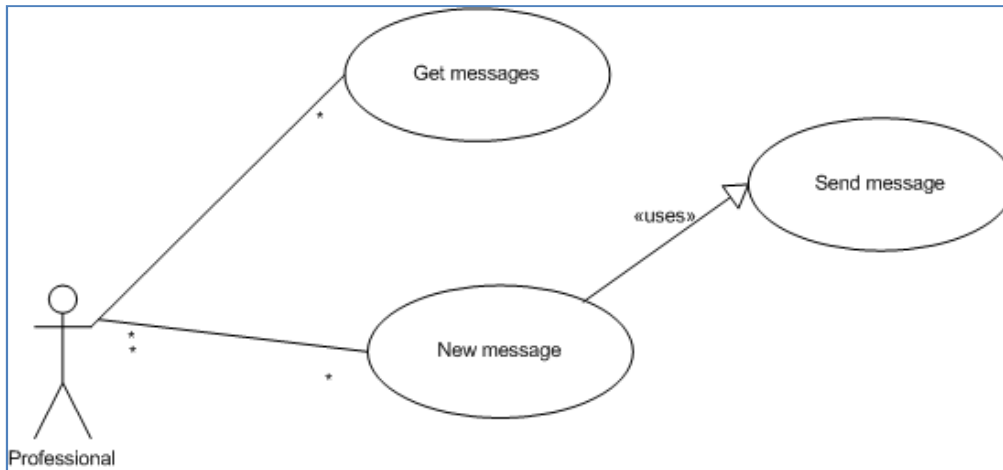 Get messages
*
Send message
«uses»
*
*
New message
*
Professional